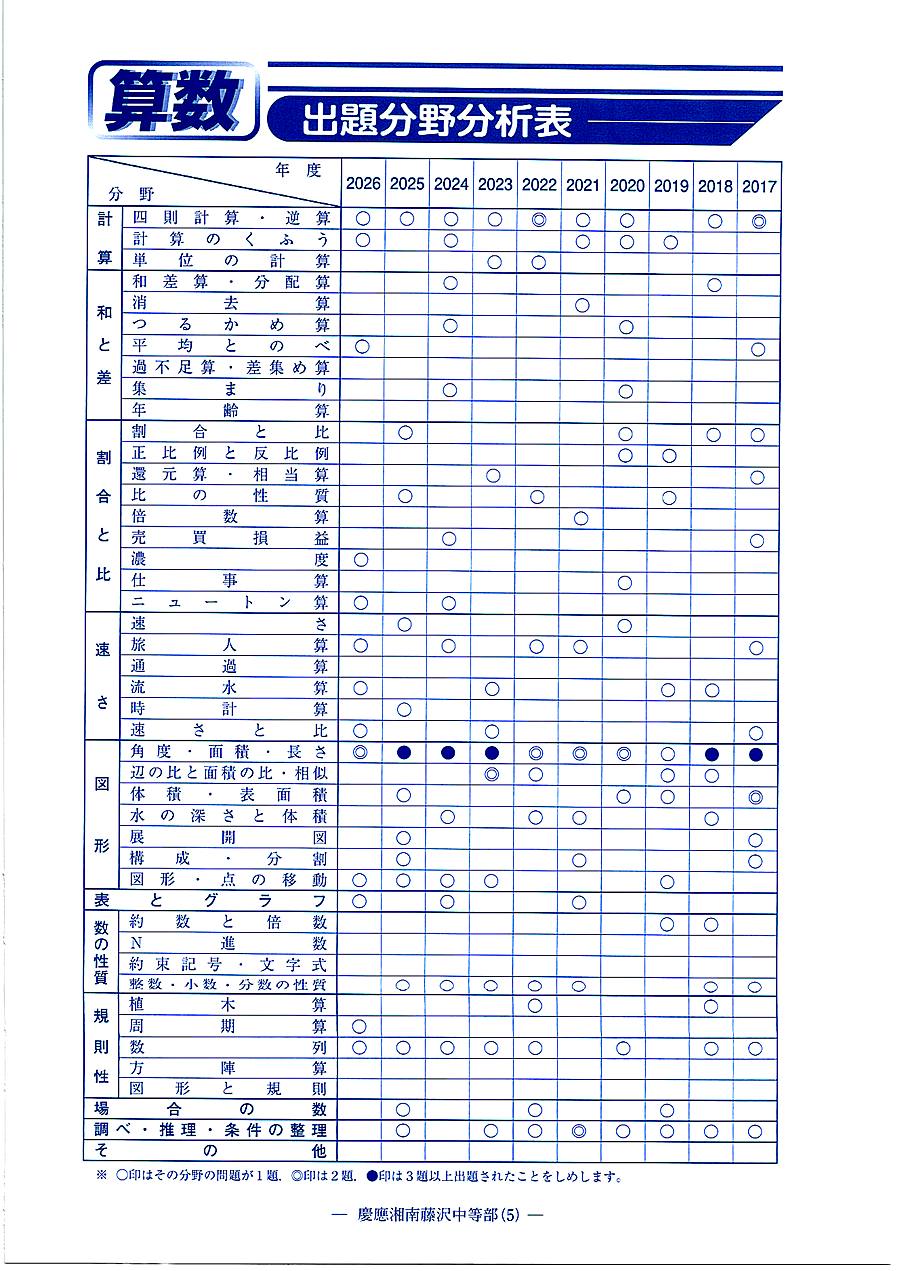 算数
出題分野分析表
年度
分野
2026 2025 2024 2023 2022 2021 2020 2019 2018 2017
計算
四則計算・逆算 ○ ○ ○ ○ ◎ ○ ○ ○ ◎
計算のくふう ○ ○ ○ ○ ○
単位の計算 ○ ○
和と差
和差算・分配算 ○ ○
消去算 ○
つるかめ算 ○ ○
平均とのべ ○ ○
過不足算・差集め算
集まり ○ ○
年齢算
割合と比
割合と比 ○ ○ ○ ○
正比例と反比例 ○ ○
還元算・相当算 ○ ○
比の性質 ○ ○ ○
倍数算 ○
売買損益 ○ ○
濃度 ○
仕事算 ○
ニュートン算 ○ ○
速さ
速さ ○ ○
旅人算 ○ ○ ○ ○ ○
通過算
流水算 ○ ○ ○ ○
時計算 ○
速さと比 ○ ○ ○
図形
角度・面積・長さ ◎ ● ● ● ◎ ◎ ◎ ○ ● ●
辺の比と面積の比・相似 ◎ ○ ○ ○
体積・表面積 ○ ○ ○ ◎
水の深さと体積 ○ ○ ○ ○
展開図 ○ ○
構成・分割 ○ ○ ○
図形・点の移動 ○ ○ ○ ○ ○
表とグラフ ○ ○ ○
数の性質
約数と倍数 ○ ○
N進数
約束記号・文字式
整数・小数・分数の性質 ○ ○ ○ ○ ○ ○ ○
規則性
植木算 ○ ○
周期算 ○
数列 ○ ○ ○ ○ ○ ○ ○ ○
方陣算
図形と規則
場合の数 ○ ○ ○
調べ・推理・条件の整理 ○ ○ ○ ◎ ○ ○ ○ ○
その他
※ ○印はその分野の問題が1題，◎印は2題，●印は3題以上出題されたことをしめします。
— 慶應湘南藤沢中等部(5) —